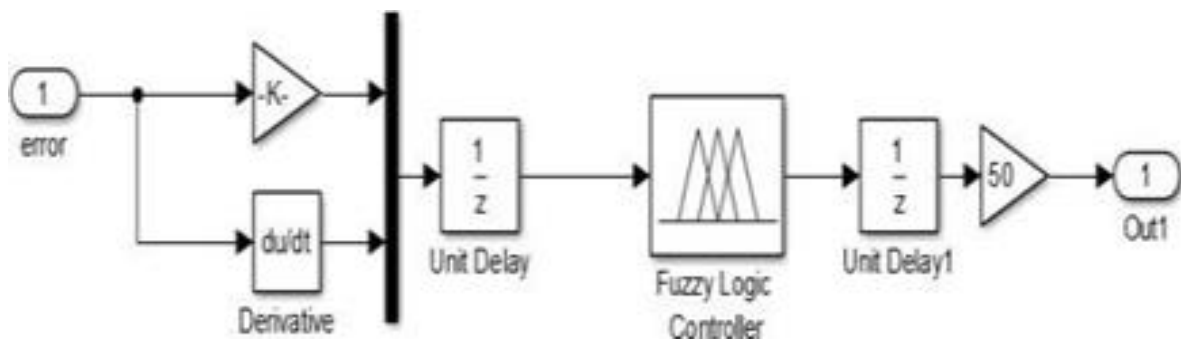 1
error
-K-
du/dt
Derivative
1
z
Unit Delay
Fuzzy Logic
Controller
1
z
Unit Delay1
50
1
Out1